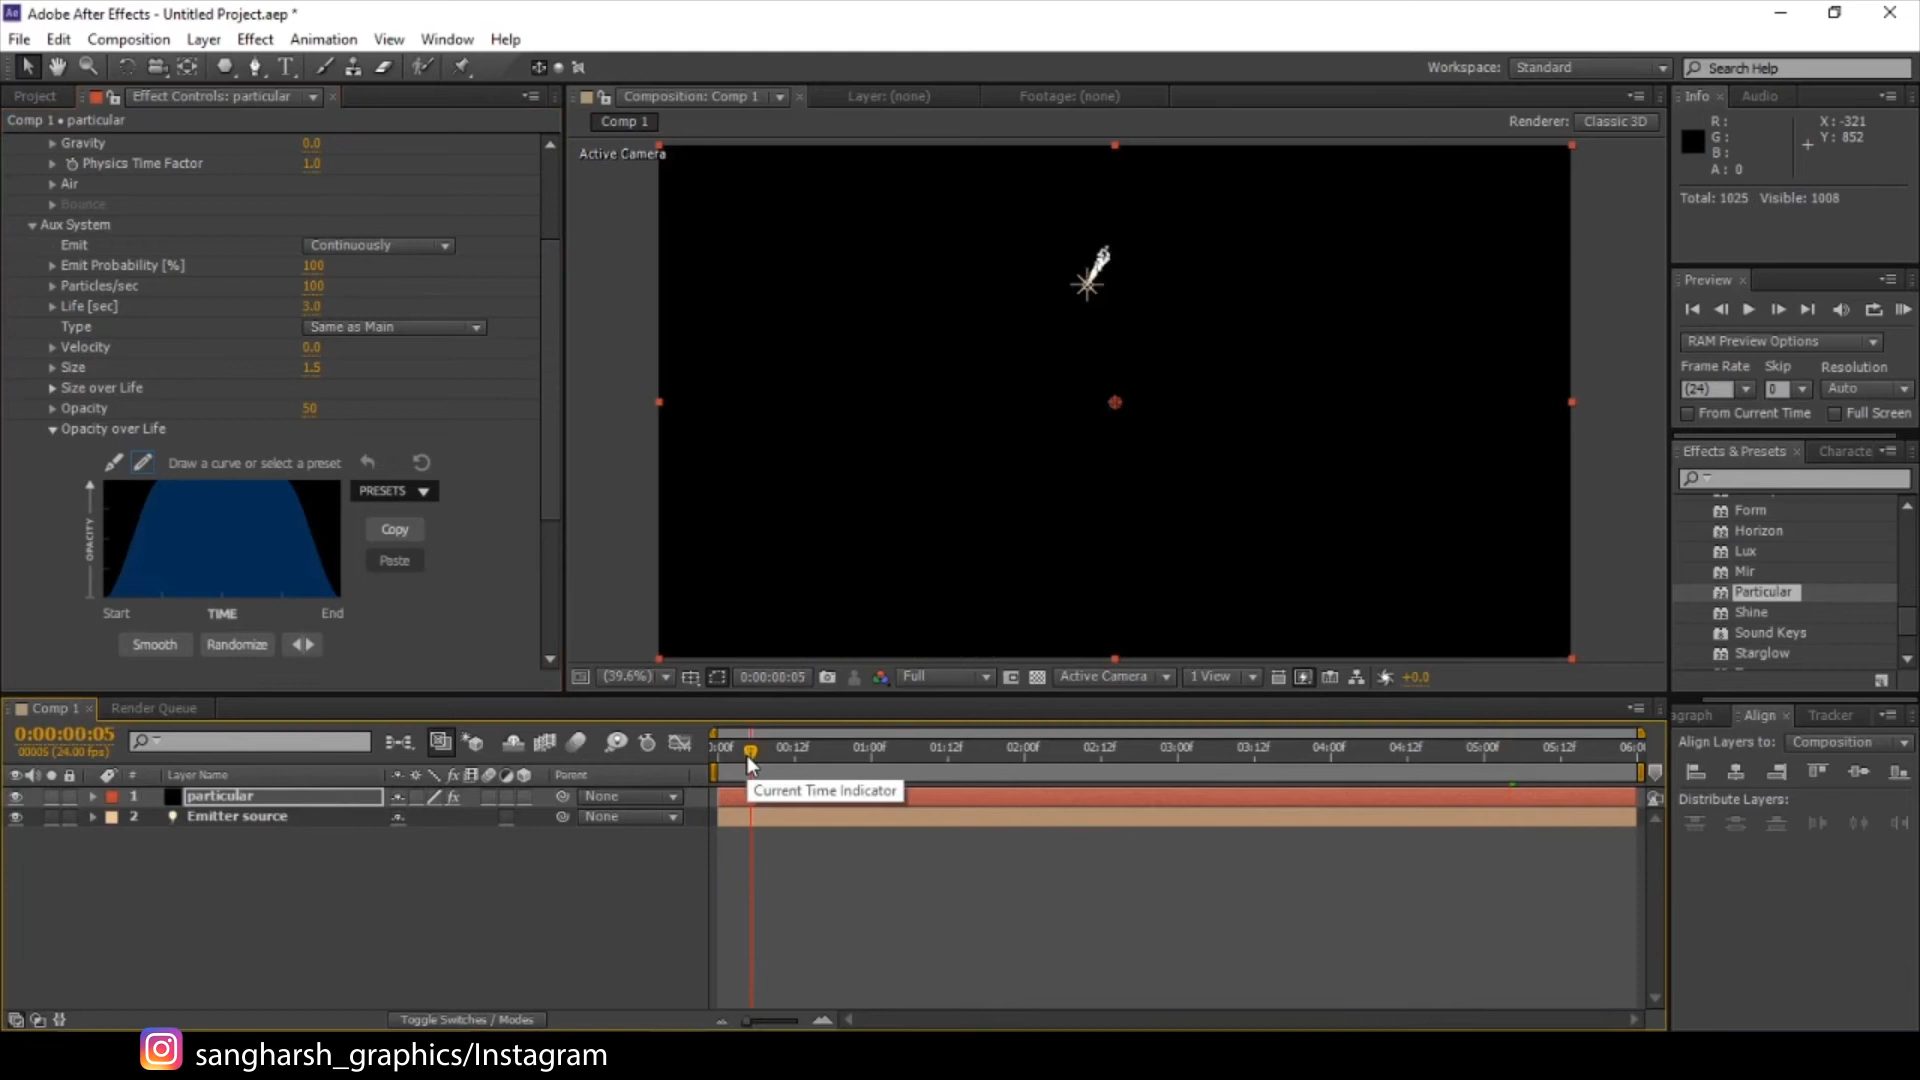 Adobe After Effects - Untitled Project.aep *
File Edit Composition Layer Effect Animation View Window Help
Workspace: Standard Search Help
Project Effect Controls: particular
Composition: Comp 1 Layer: (none) Footage: (none)
Info Audio
Comp 1 • particular
Comp 1
Renderer: Classic 3D
Active Camera
R:
G:
B:
A: 0
X: -321
Y: 852
Total: 1025 Visible: 1008
Gravity 0.0
Physics Time Factor 1.0
Air
Bounce
Aux System
Emit Continuously
Emit Probability [%] 100
Particles/sec 100
Life [sec] 3.0
Type Same as Main
Velocity 0.0
Size 1.5
Size over Life
Opacity 50
Opacity over Life
Draw a curve or select a preset
PRESETS
Copy
Paste
OPACITY
Start TIME End
Smooth Randomize
Preview
RAM Preview Options
Frame Rate Skip Resolution
(24) 0 Auto
From Current Time Full Screen
Effects & Presets Characte
Form
Horizon
Lux
Mir
Particular
Shine
Sound Keys
Starglow
(39.6%) 0:00:00:05 Full Active Camera 1 View +0.0
Comp 1 Render Queue
0:00:00:05
00005 (24.00 fps)
):00f 00:12f 01:00f 01:12f 02:00f 02:12f 03:00f 03:12f 04:00f 04:12f 05:00f 05:12f 06:0(
# Layer Name fx Parent
1 particular fx None
2 Emitter source None
Current Time Indicator
agraph Align Tracker
Align Layers to: Composition
Distribute Layers:
Toggle Switches / Modes
sangharsh_graphics/Instagram